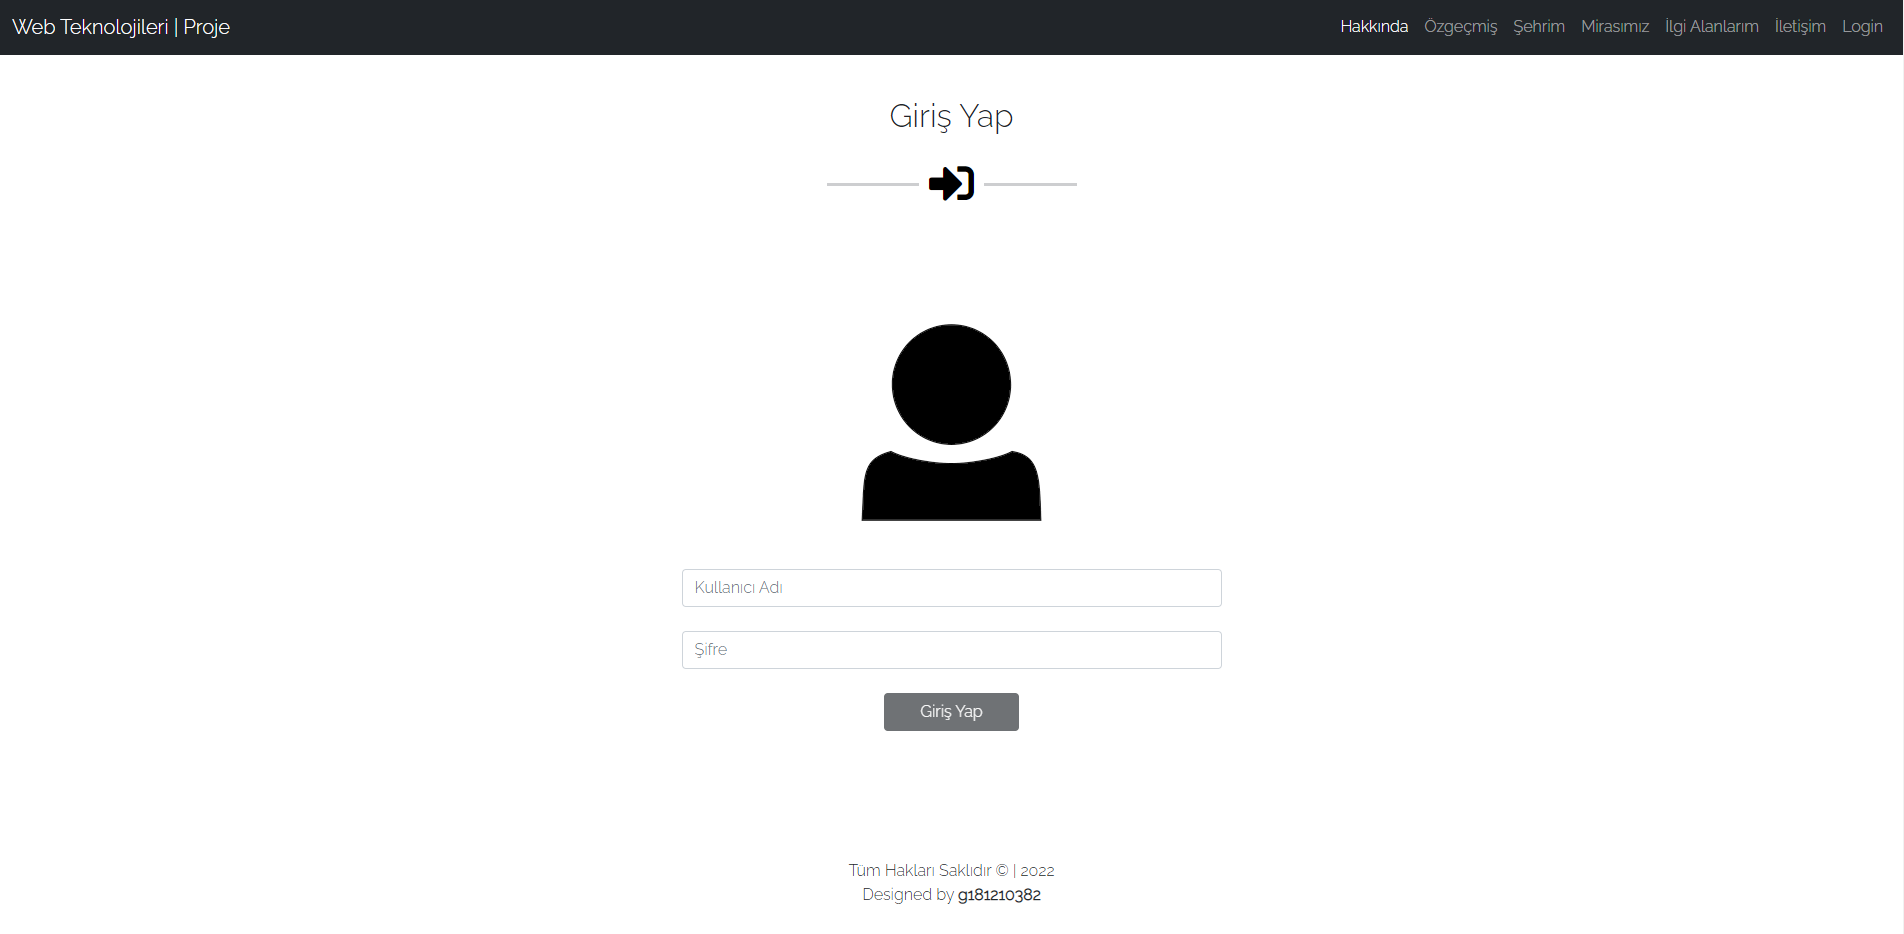 Web Teknolojileri | Proje
Hakkında Özgeçmiş Şehrim Mirasımız İlgi Alanlarım İletişim Login
Giriş Yap
Kullanıcı Adı
Şifre
Giriş Yap
Tüm Hakları Saklıdır © | 2022
Designed by g181210382